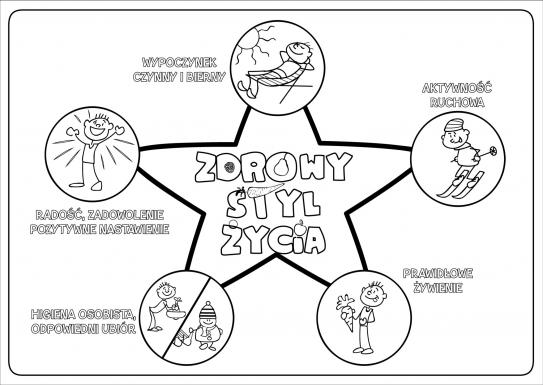 WYPOCZYNEK
CZYNNY I BIERNY
AKTYWNOŚĆ
RUCHOWA
ZDROWY
STYL
ŻYCIA
RADOŚĆ, ZADOWOLENIE
POZYTYWNE NASTAWIENIE
PRAWIDŁOWE
ŻYWIENIE
HIGIENA OSOBISTA,
ODPOWIEDNI UBIÓR